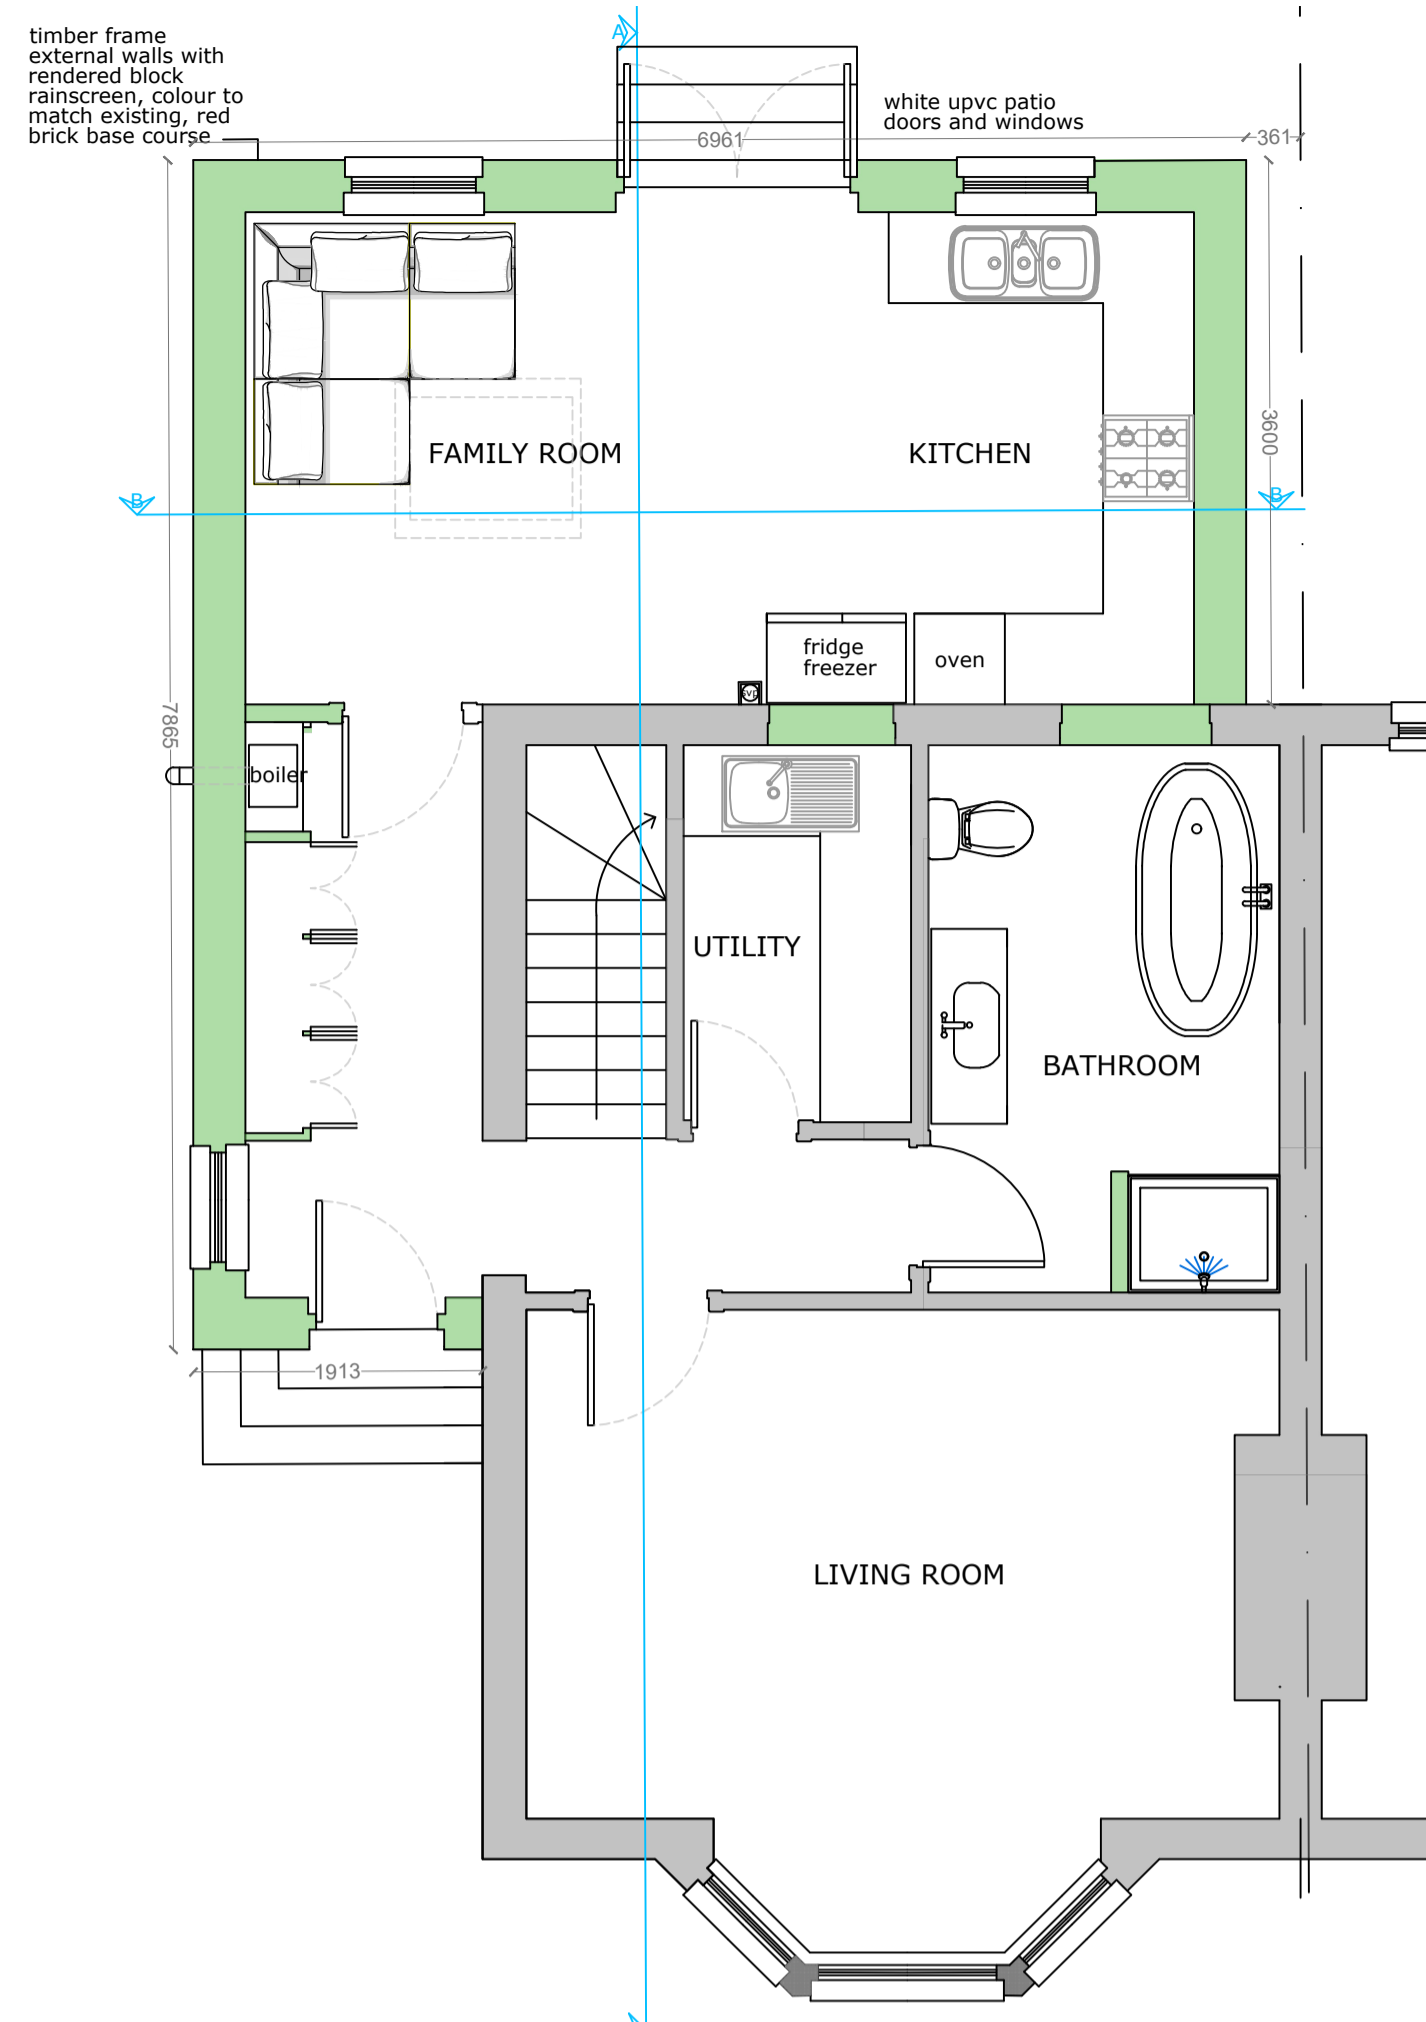 timber frame
external walls with
rendered block
rainscreen, colour to
match existing, red
brick base course
A
white upvc patio
doors and windows
6961
361
FAMILY ROOM
KITCHEN
3600
B
B
fridge
freezer
oven
svp
7865
boiler
UTILITY
BATHROOM
1913
LIVING ROOM